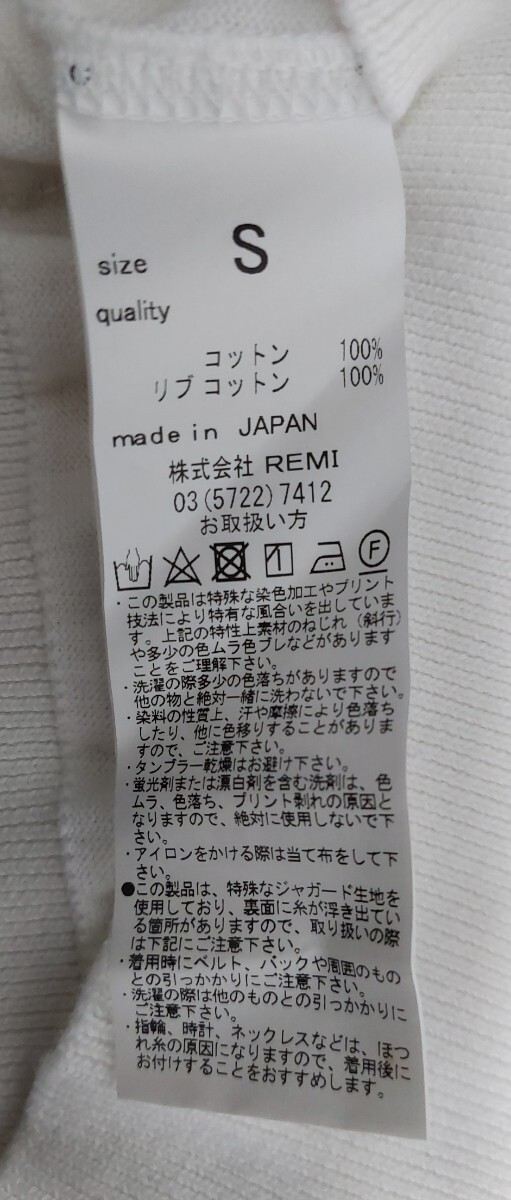 size S
quality
コットン 100%
リブ コットン 100%
made in JAPAN
株式会社 REMI
03(5722)7412
お取扱い方
F
・この製品は特殊な染色加工やプリント
技法により特有な風合いを出していま
す。上記の特性上素材のねじれ（斜行）
や多少の色ムラ色ブレなどがあります
ことをご理解下さい。
・洗濯の際多少の色落ちがありますので
他の物と絶対一緒に洗わないで下さい。
・染料の性質上、汗や摩擦により色落ち
したり、他に色移りすることがありま
すので、ご注意下さい。
・タンブラー乾燥はお避け下さい。
・蛍光剤または漂白剤を含む洗剤は、色
ムラ、色落ち、プリント剥れの原因と
なりますので、絶対に使用しないで下
さい。
・アイロンをかける際は当て布をして下
さい。
●この製品は、特殊なジャガード生地を
使用しており、裏面に糸が浮き出てい
る箇所がありますので、取り扱いの際
は下記にご注意下さい。
・着用時にベルト、バックや周囲のもの
との引っかかりにご注意下さい。
・洗濯の際は他のものとの引っかかりに
ご注意下さい。
・指輪、時計、ネックレスなどは、ほつ
れ糸の原因になりますので、着用後に
お付けすることをおすすめします。